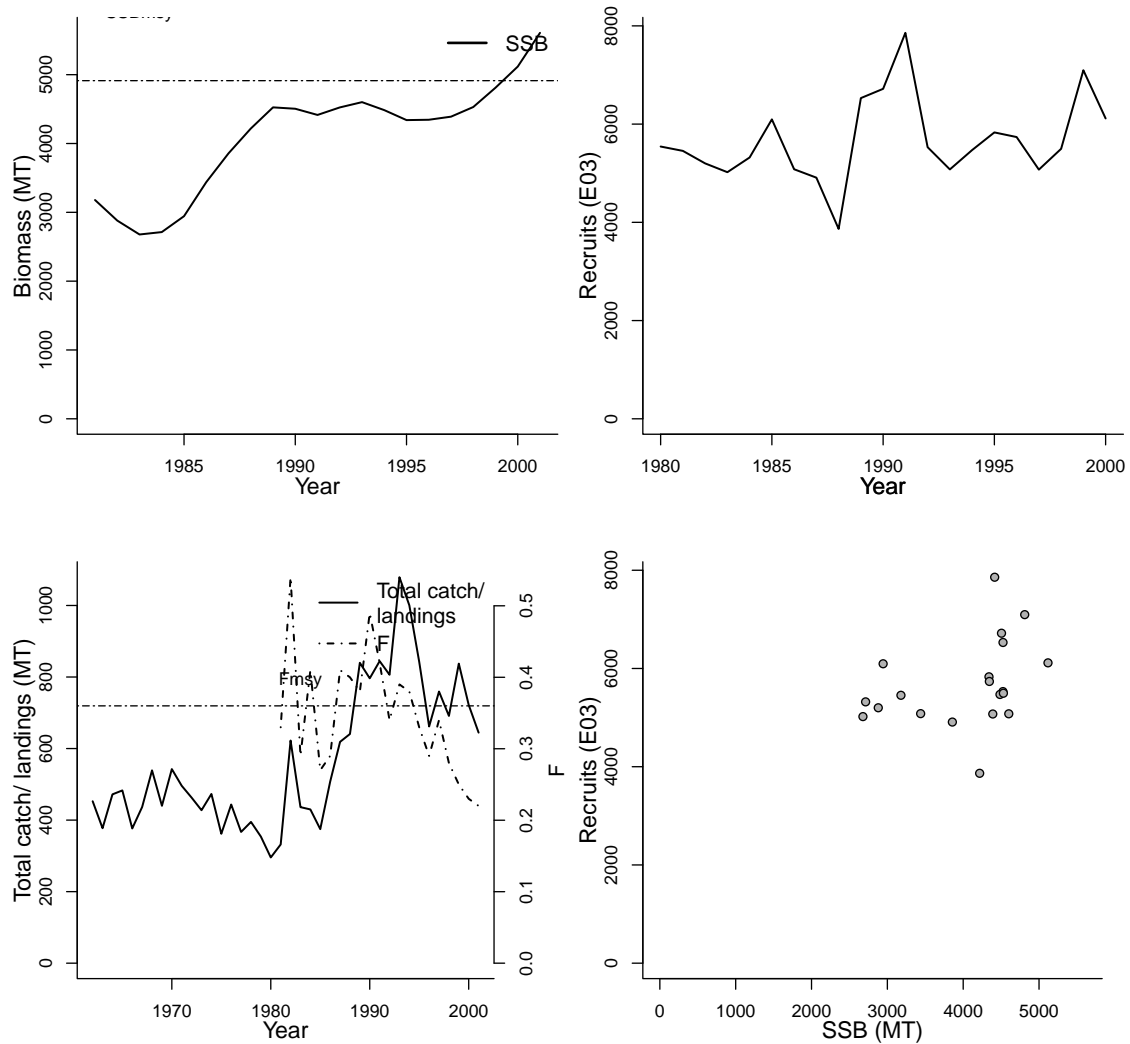 SSB
Biomass (MT)
0 1000 2000 3000 4000 5000
1985 1990 1995 2000
Year
Recruits (E03)
0 2000 4000 6000 8000
1980 1985 1990 1995 2000
Year
Total catch/
landings
F
Fmsy
Total catch/ landings (MT)
0 200 400 600 800 1000
0.0 0.1 0.2 0.3 0.4 0.5
F
1970 1980 1990 2000
Year
Recruits (E03)
0 2000 4000 6000 8000
0 1000 2000 3000 4000 5000
SSB (MT)